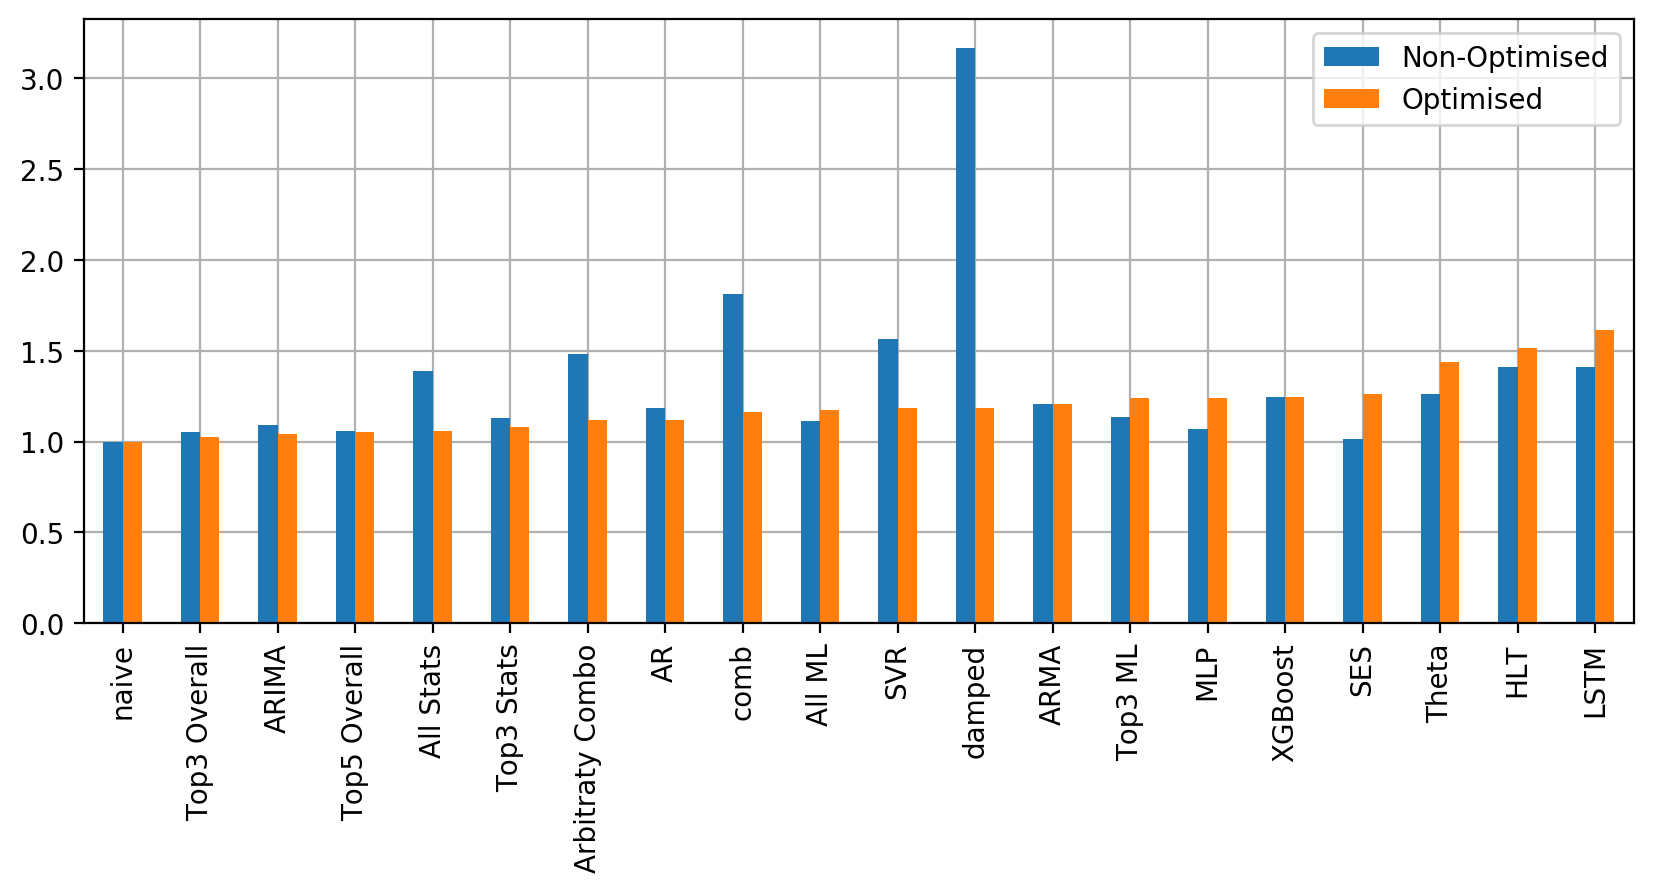 3.0
2.5
2.0
1.5
1.0
0.5
0.0
Non-Optimised
Optimised
naive
Top3 Overall
ARIMA
Top5 Overall
All Stats
Top3 Stats
Arbitraty Combo
AR
comb
All ML
SVR
damped
ARMA
Top3 ML
MLP
XGBoost
SES
Theta
HLT
LSTM